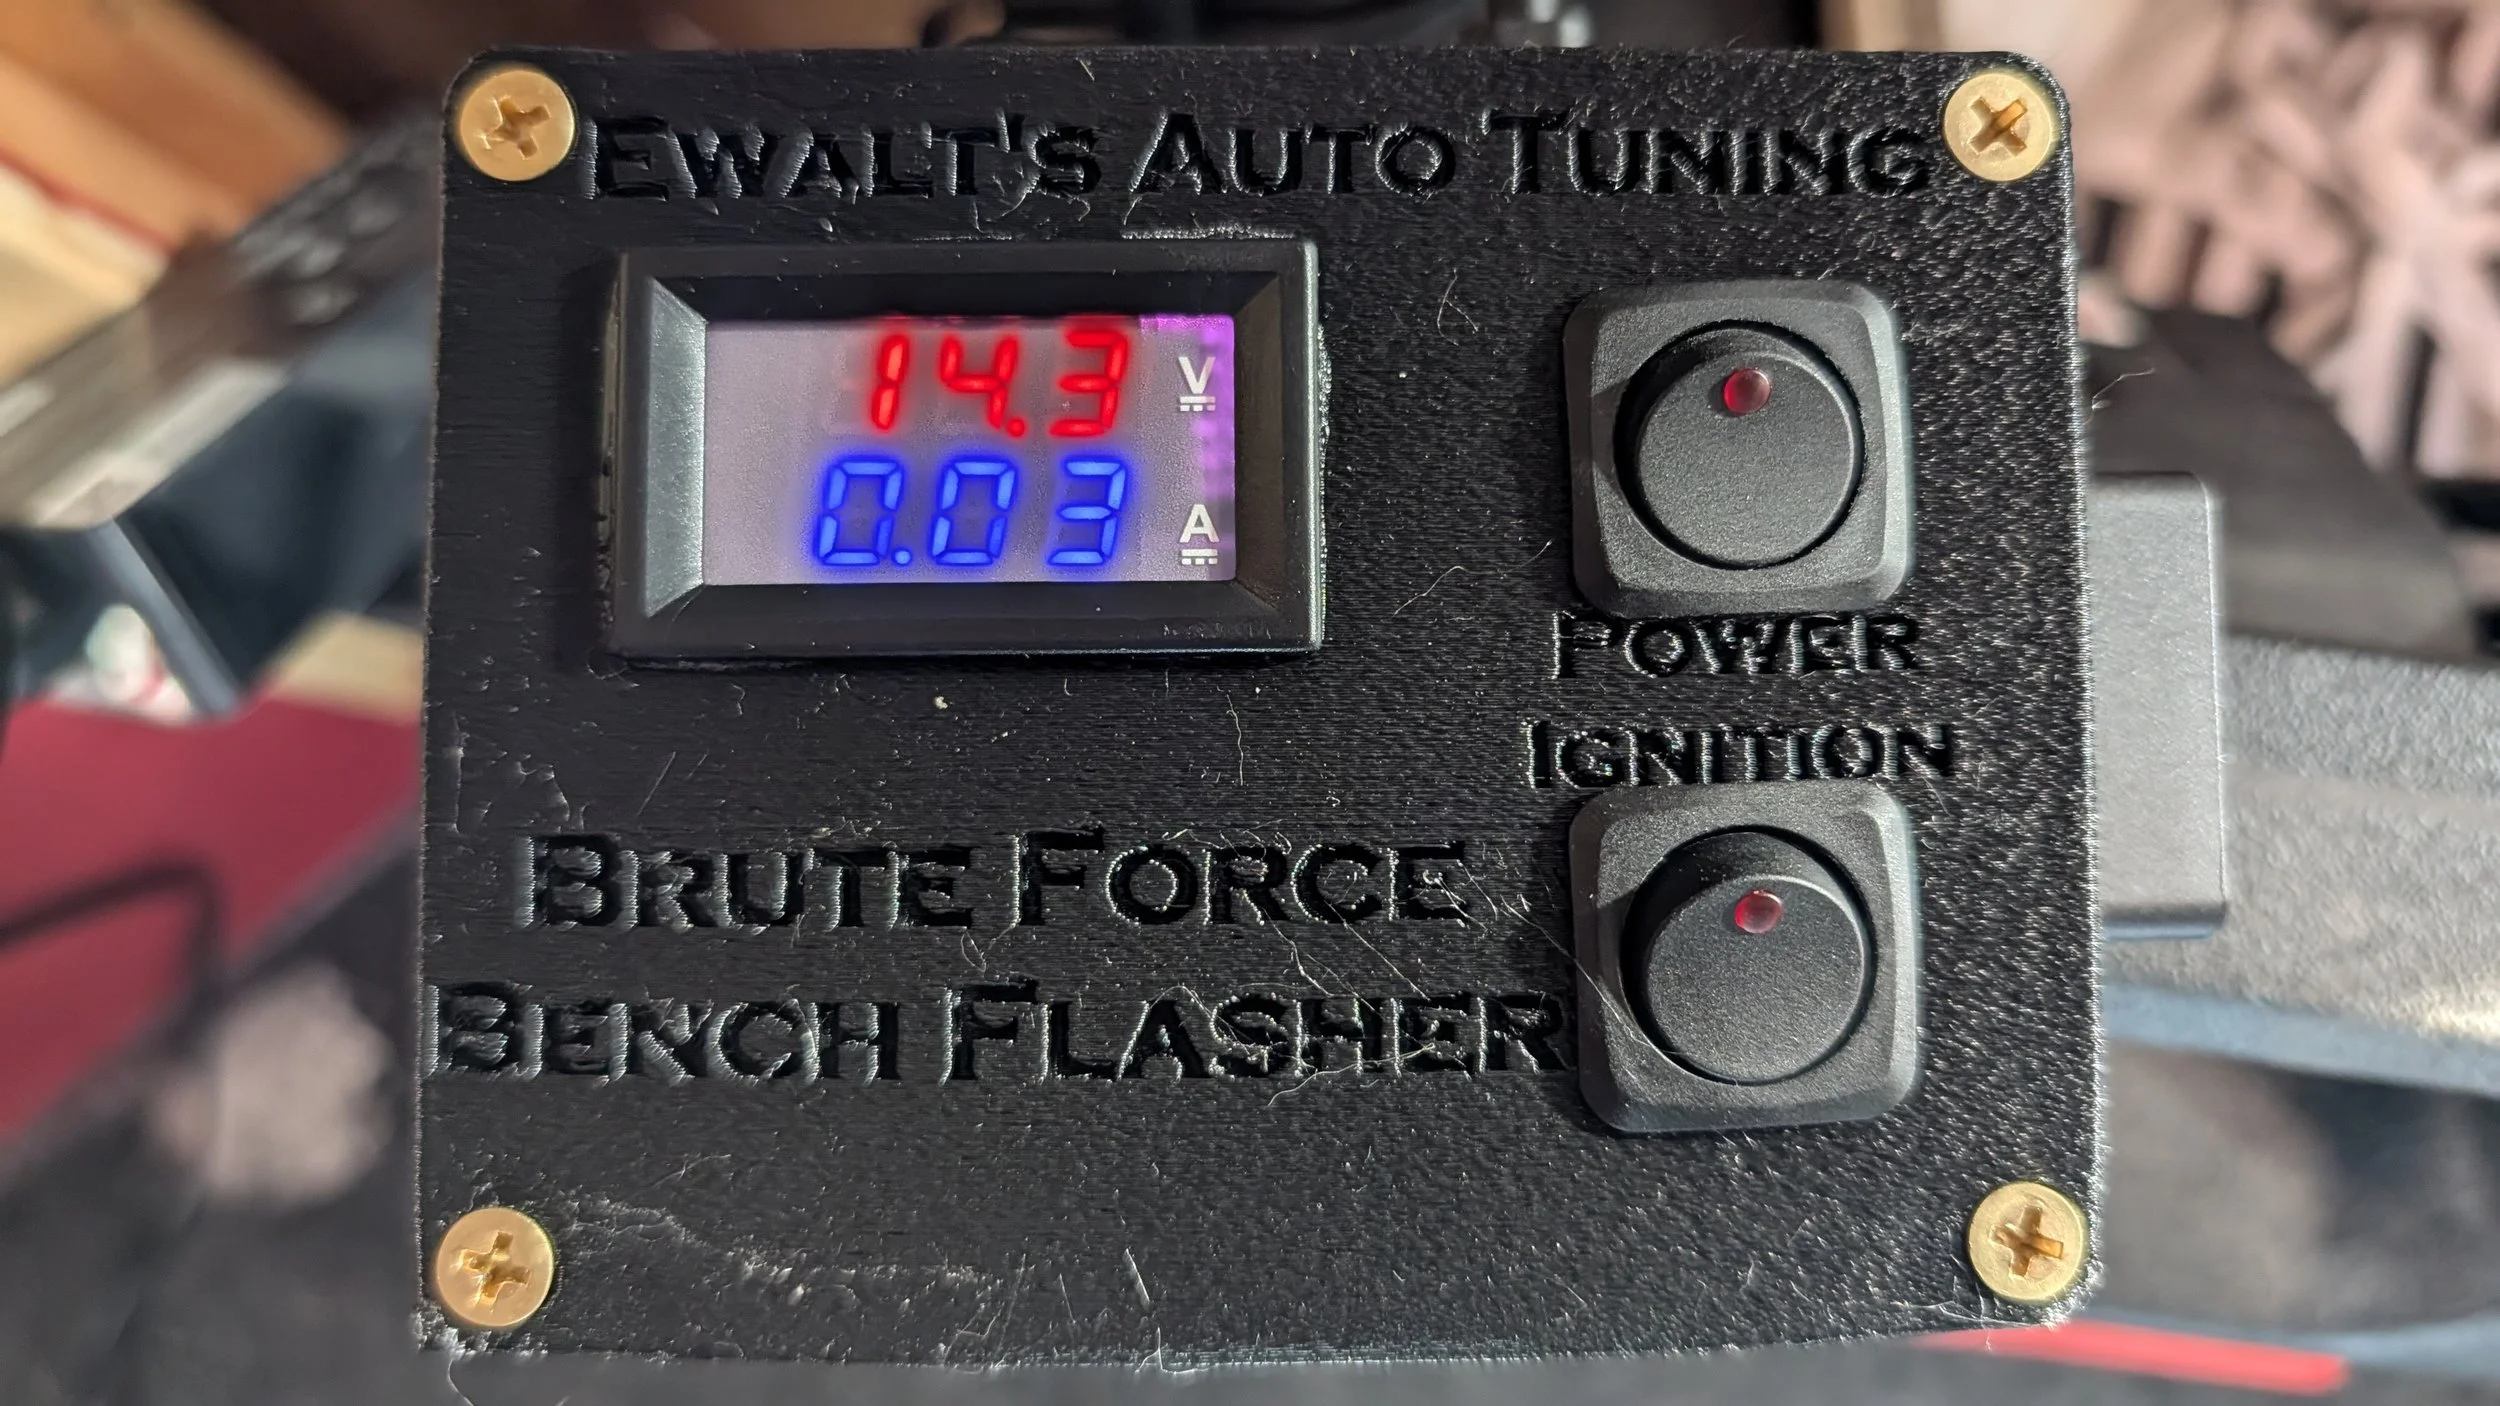 EWALT'S AUTO TUNING
14.3 V
0.03 A
POWER
IGNITION
BRUTE FORCE
BENCH FLASHER